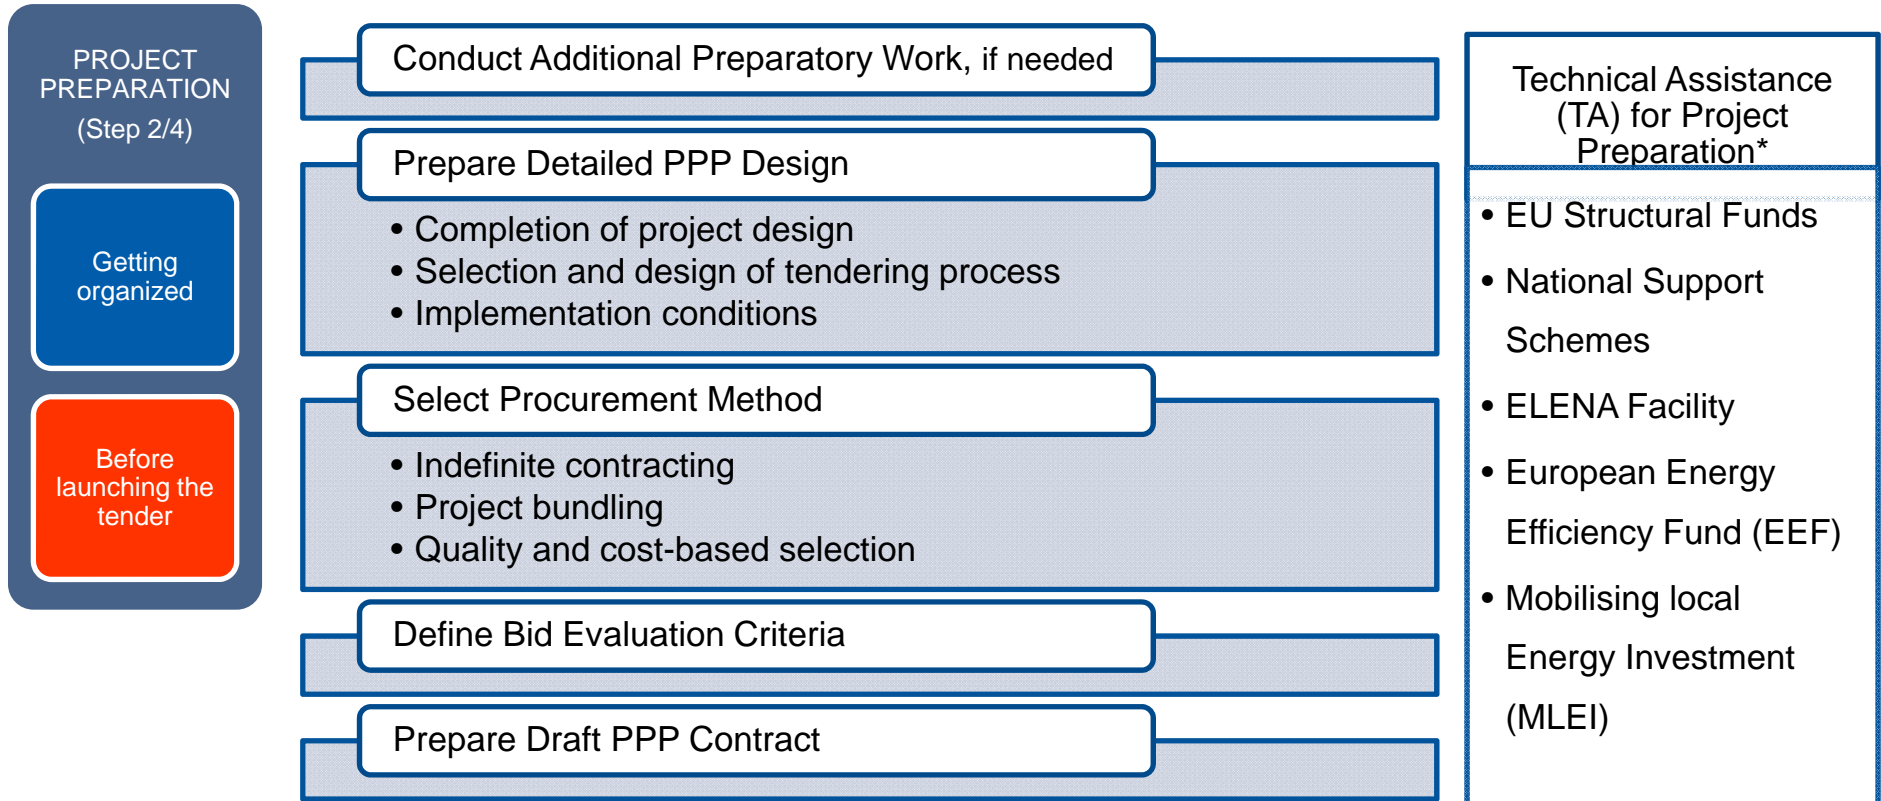 PROJECT
PREPARATION
(Step 2/4)
Getting
organized
Before
launching the
tender
Conduct Additional Preparatory Work, if needed
Prepare Detailed PPP Design
• Completion of project design
• Selection and design of tendering process
• Implementation conditions
Select Procurement Method
• Indefinite contracting
• Project bundling
• Quality and cost-based selection
Define Bid Evaluation Criteria
Prepare Draft PPP Contract
Technical Assistance
(TA) for Project
Preparation*
• EU Structural Funds
• National Support
Schemes
• ELENA Facility
• European Energy
Efficiency Fund (EEF)
• Mobilising local
Energy Investment
(MLEI)